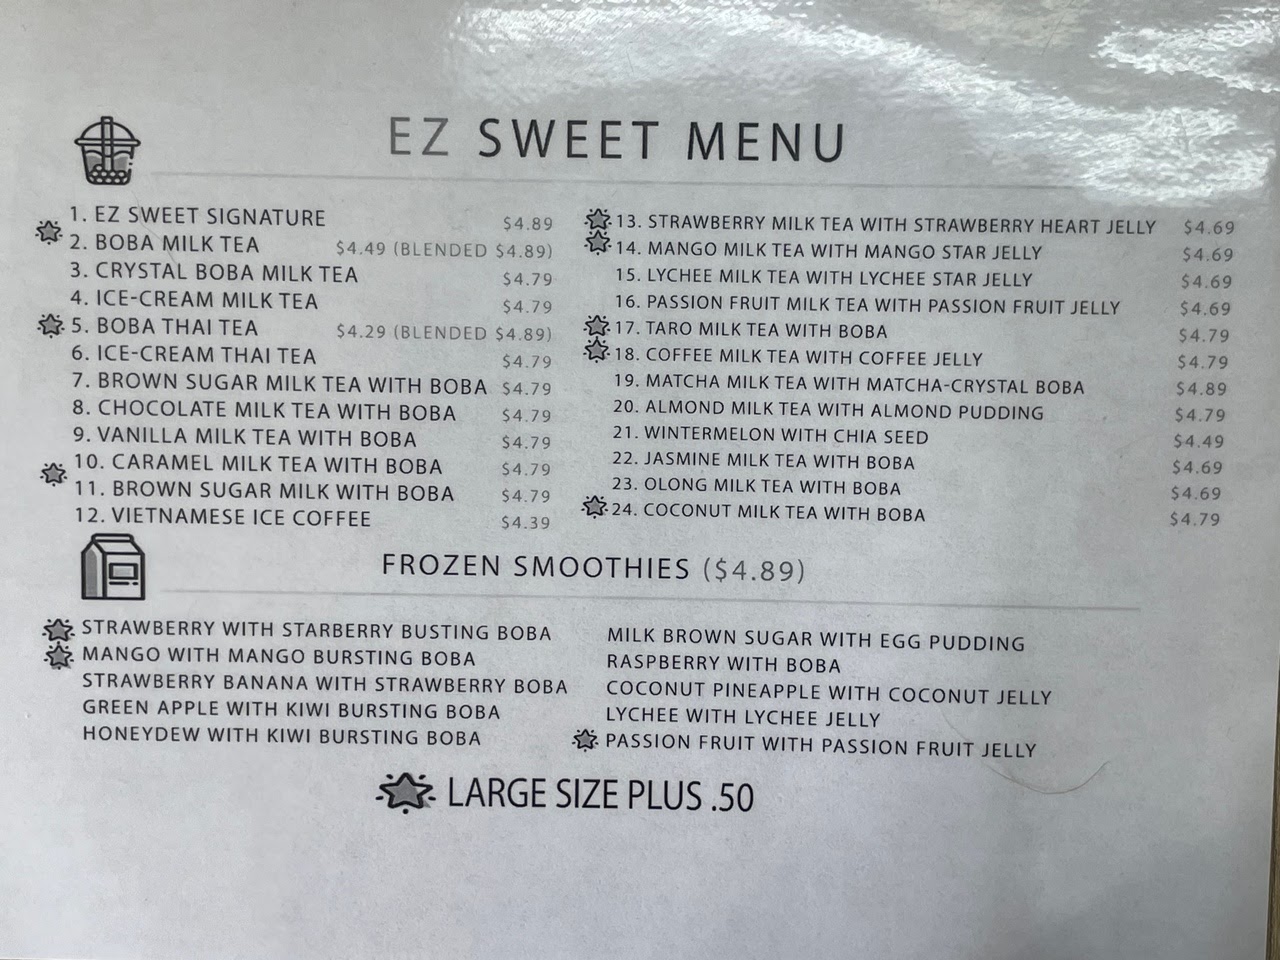 EZ SWEET MENU
1. EZ SWEET SIGNATURE $4.89
2. BOBA MILK TEA $4.49 (BLENDED $4.89)
3. CRYSTAL BOBA MILK TEA $4.79
4. ICE-CREAM MILK TEA $4.79
5. BOBA THAI TEA $4.29 (BLENDED $4.89)
6. ICE-CREAM THAI TEA $4.79
7. BROWN SUGAR MILK TEA WITH BOBA $4.79
8. CHOCOLATE MILK TEA WITH BOBA $4.79
9. VANILLA MILK TEA WITH BOBA $4.79
10. CARAMEL MILK TEA WITH BOBA $4.79
11. BROWN SUGAR MILK WITH BOBA $4.79
12. VIETNAMESE ICE COFFEE $4.39
13. STRAWBERRY MILK TEA WITH STRAWBERRY HEART JELLY $4.69
14. MANGO MILK TEA WITH MANGO STAR JELLY $4.69
15. LYCHEE MILK TEA WITH LYCHEE STAR JELLY $4.69
16. PASSION FRUIT MILK TEA WITH PASSION FRUIT JELLY $4.69
17. TARO MILK TEA WITH BOBA $4.79
18. COFFEE MILK TEA WITH COFFEE JELLY $4.79
19. MATCHA MILK TEA WITH MATCHA-CRYSTAL BOBA $4.89
20. ALMOND MILK TEA WITH ALMOND PUDDING $4.79
21. WINTERMELON WITH CHIA SEED $4.49
22. JASMINE MILK TEA WITH BOBA $4.69
23. OLONG MILK TEA WITH BOBA $4.69
24. COCONUT MILK TEA WITH BOBA $4.79
FROZEN SMOOTHIES ($4.89)
STRAWBERRY WITH STARBERRY BUSTING BOBA
MANGO WITH MANGO BURSTING BOBA
STRAWBERRY BANANA WITH STRAWBERRY BOBA
GREEN APPLE WITH KIWI BURSTING BOBA
HONEYDEW WITH KIWI BURSTING BOBA
MILK BROWN SUGAR WITH EGG PUDDING
RASPBERRY WITH BOBA
COCONUT PINEAPPLE WITH COCONUT JELLY
LYCHEE WITH LYCHEE JELLY
PASSION FRUIT WITH PASSION FRUIT JELLY
LARGE SIZE PLUS .50